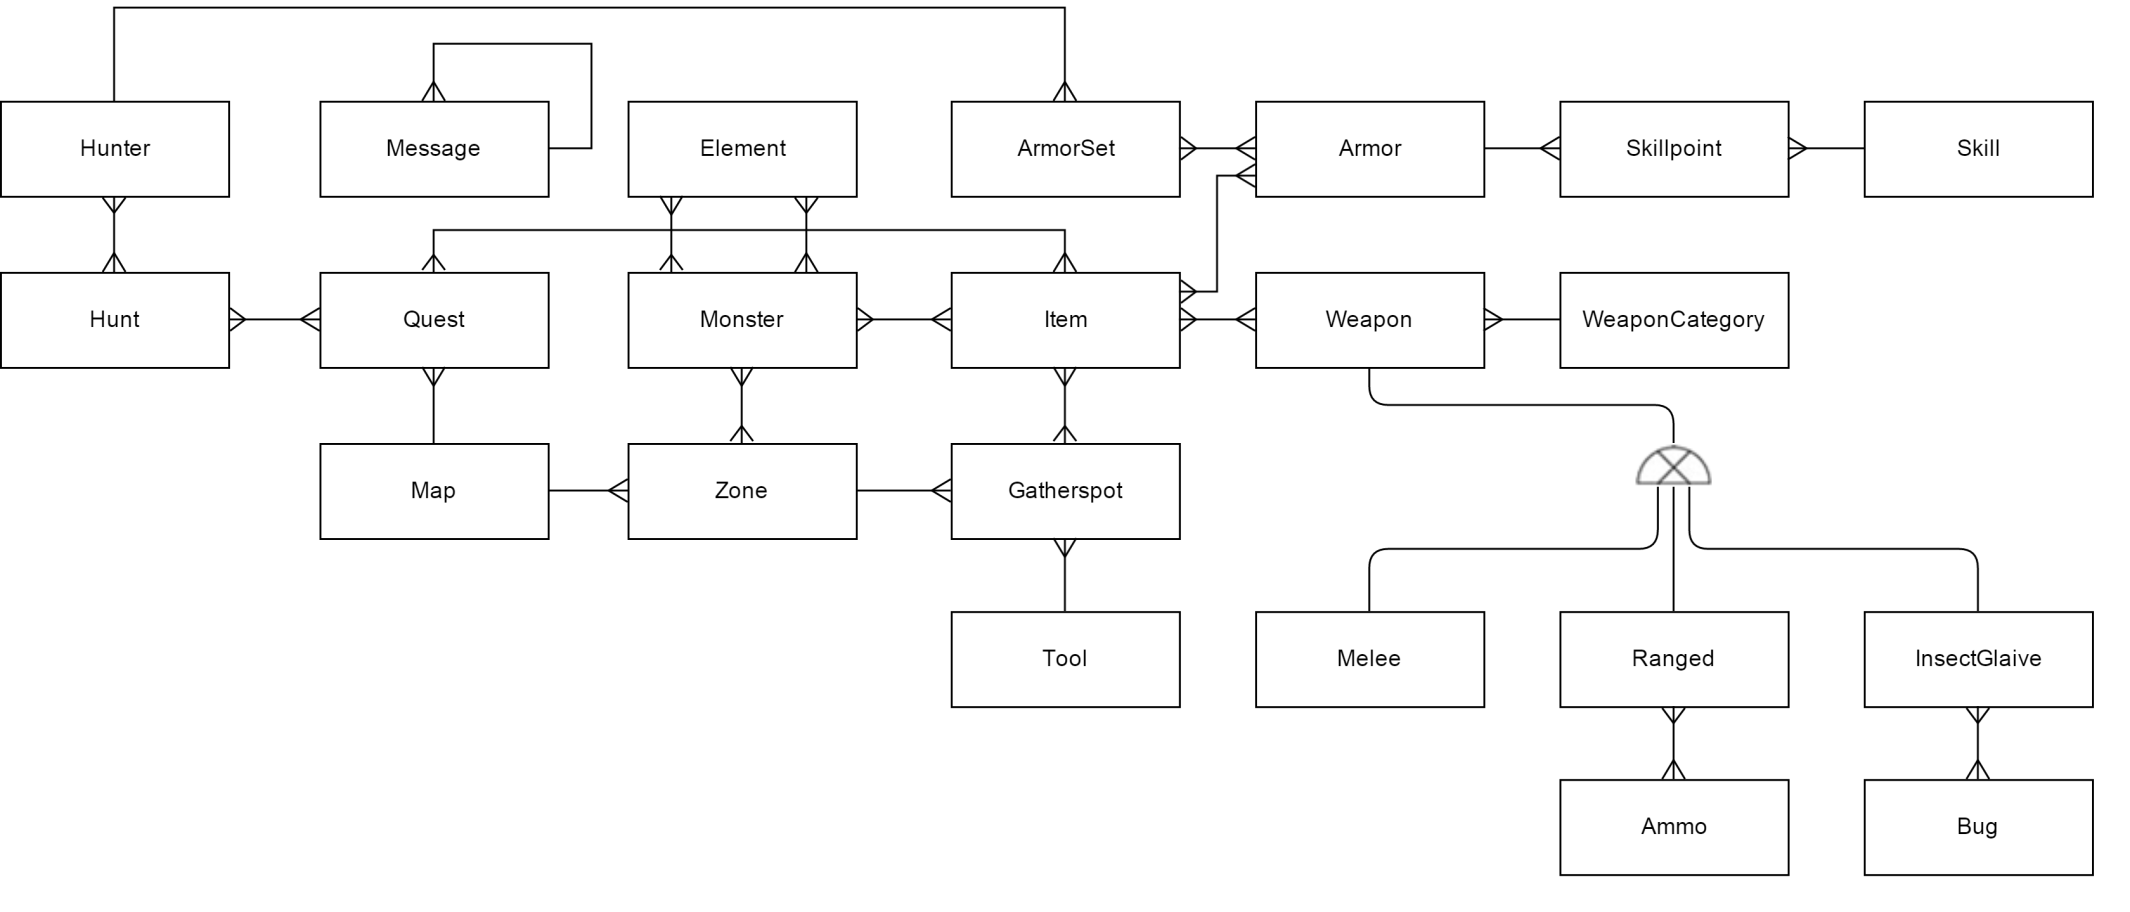 Hunter
Message
Element
ArmorSet
Armor
Skillpoint
Skill
Hunt
Quest
Monster
Item
Weapon
WeaponCategory
Map
Zone
Gatherspot
Tool
Melee
Ranged
InsectGlaive
Ammo
Bug